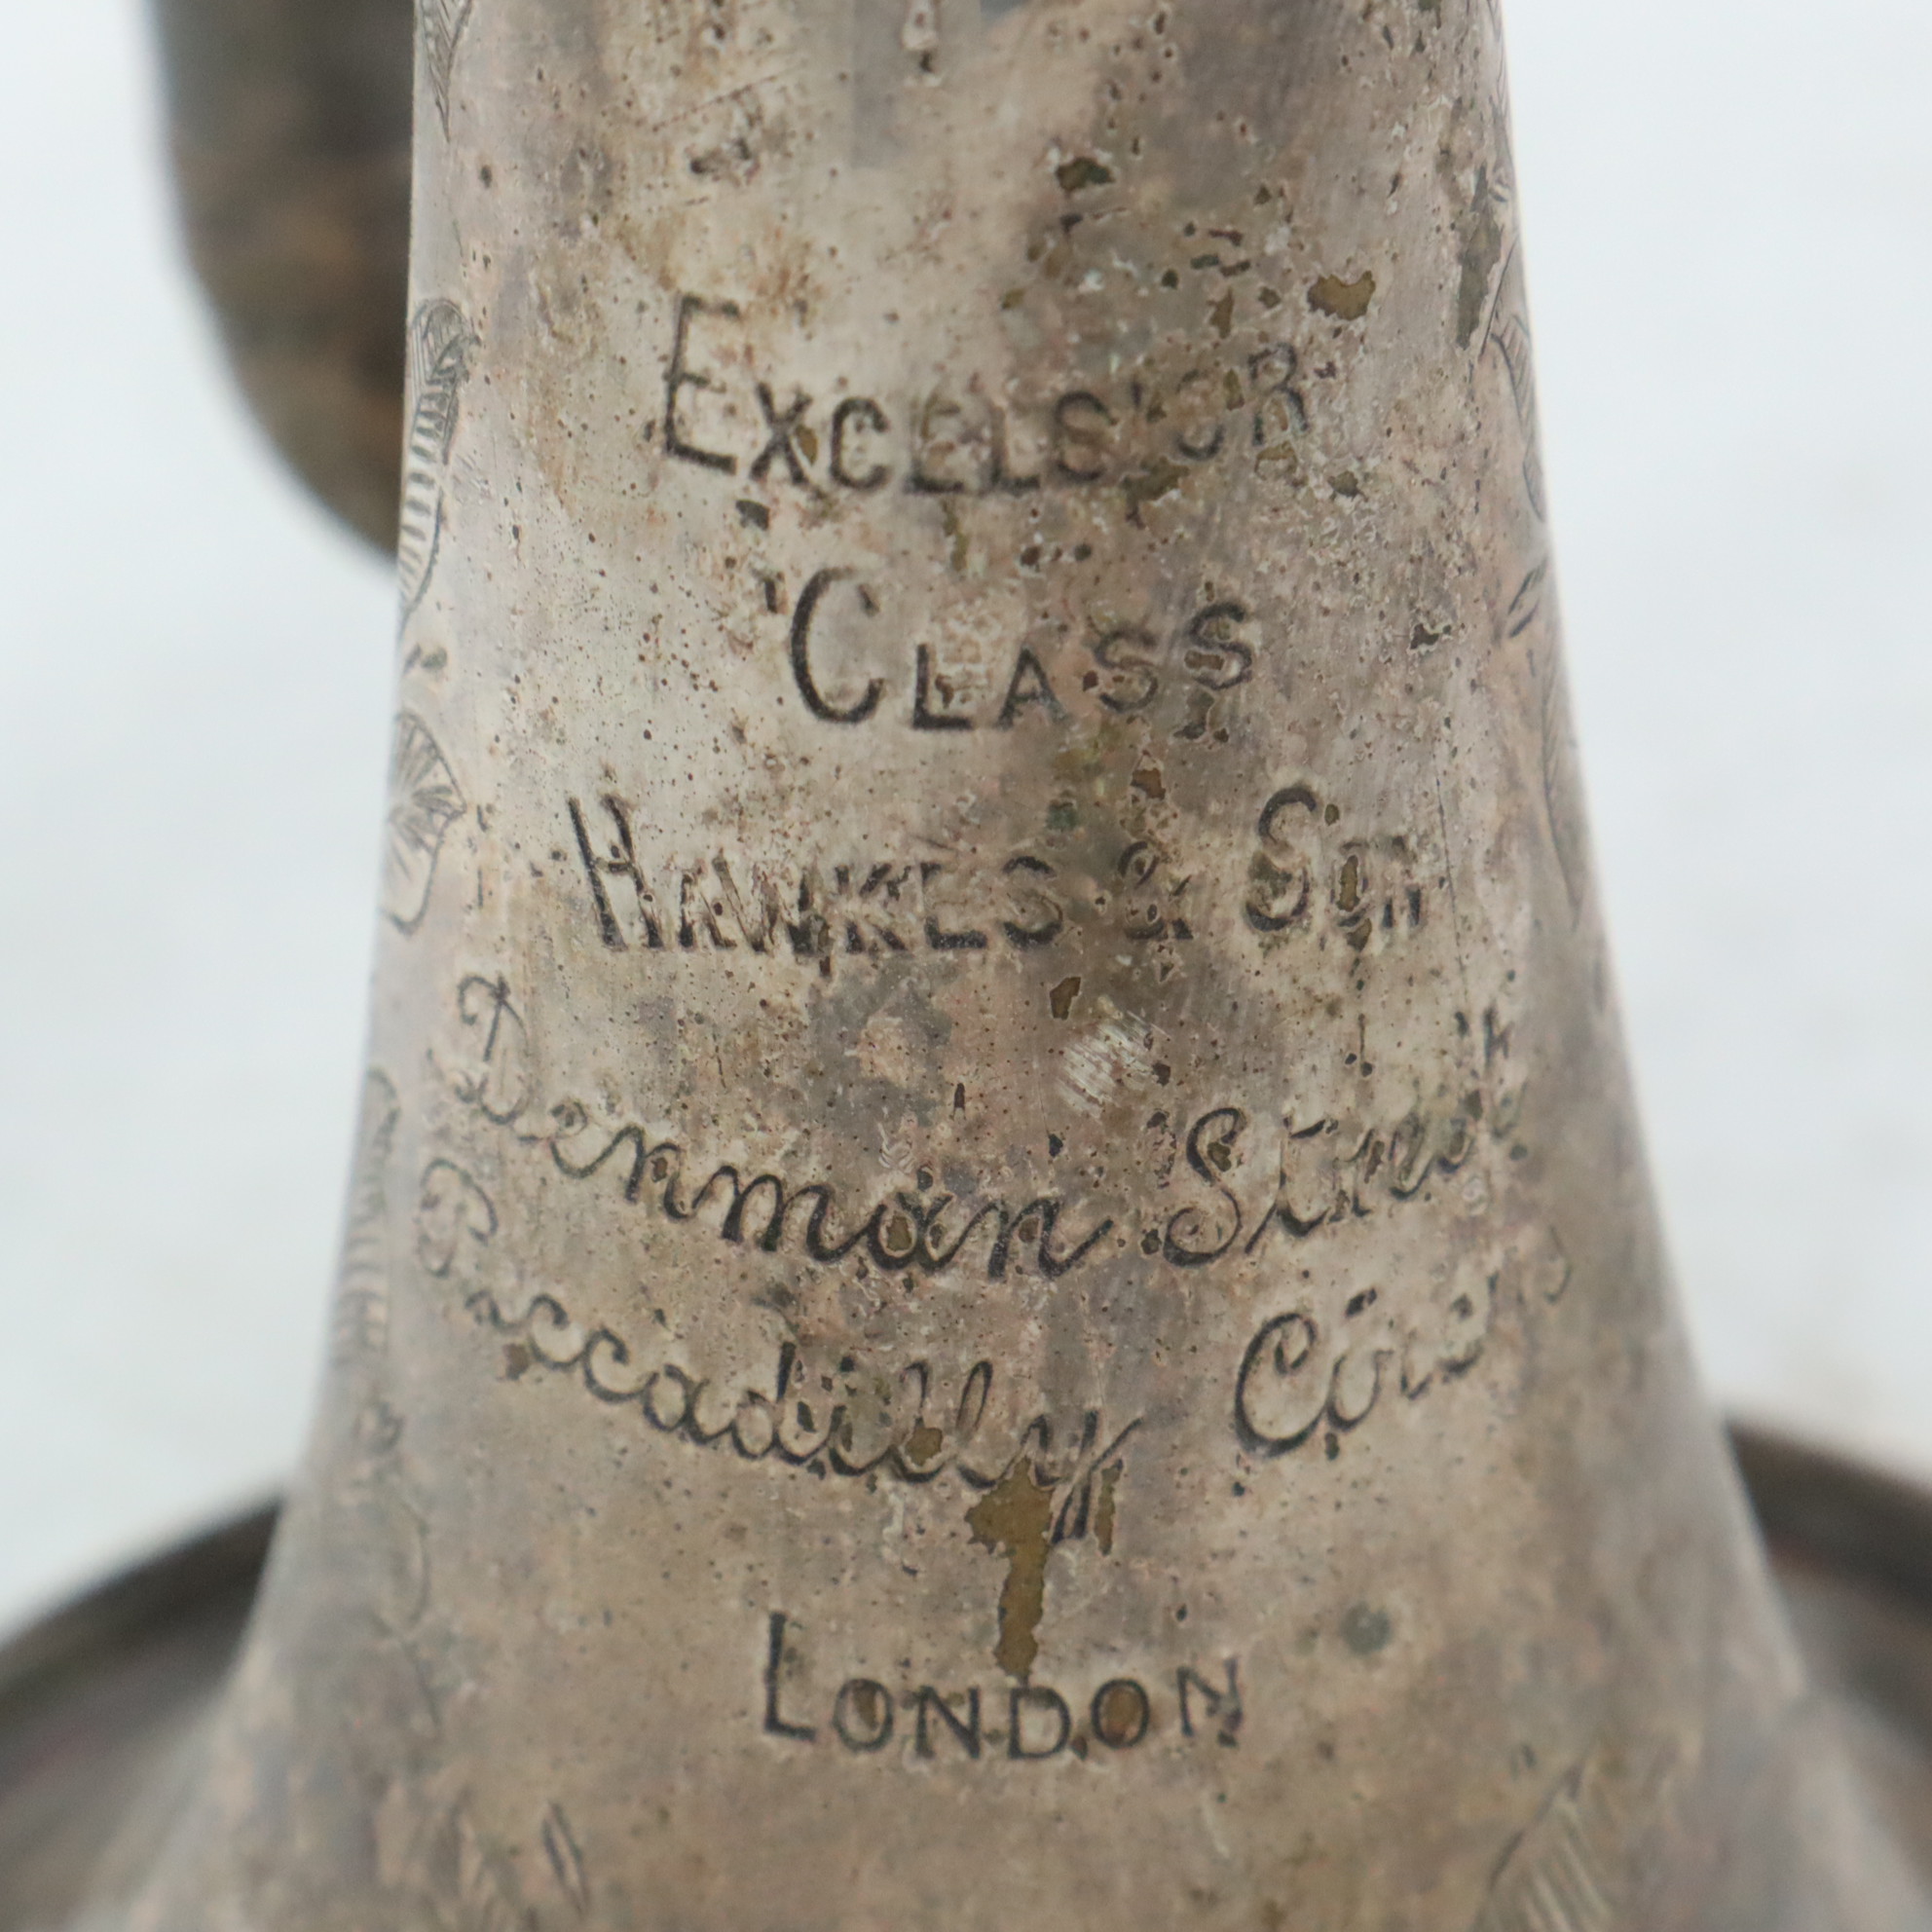 EXCELSIOR
CLASS
HAWKES & SON
Denman Street
Piccadilly Circus
LONDON